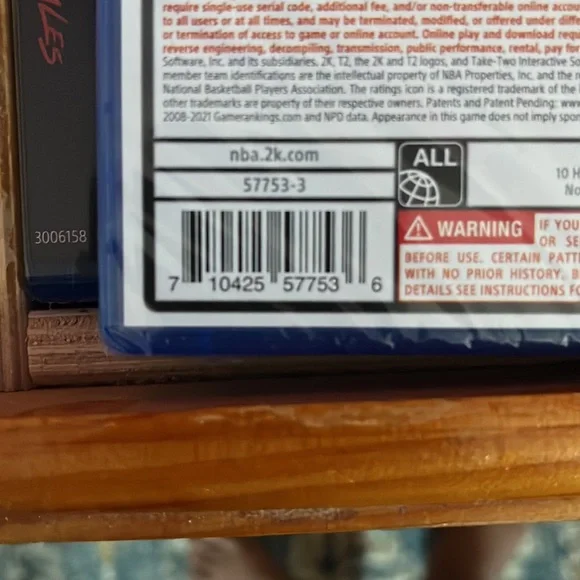 require single-use serial code, additional fee, and/or non-transferable online accou
to all users or at all times, and may be terminated, modified, or offered under diff
or termination of access to game or online account. Online play and download requ
reverse engineering, decompiling, transmission, public performance, rental, pay for
Software, Inc. and its subsidiaries, 2K, T2, the 2K and T2 logos, and Take-Two Interactive So
member team identifications are the intellectual property of NBA Properties, Inc. and the n
National Basketball Players Association. The ratings icon is a registered trademark of the
other trademarks are property of their respective owners. Patents and Patent Pending: www
2008-2021 Gamerankings.com and NPD data. Appearance in this game does not imply spon
nba.2k.com
57753-3
ALL
10 H
No
7 10425 57753 6
WARNING
IF YOU
OR SE
BEFORE USE. CERTAIN PATT
WITH NO PRIOR HISTORY. B
DETAILS SEE INSTRUCTIONS FO
3006158
LES